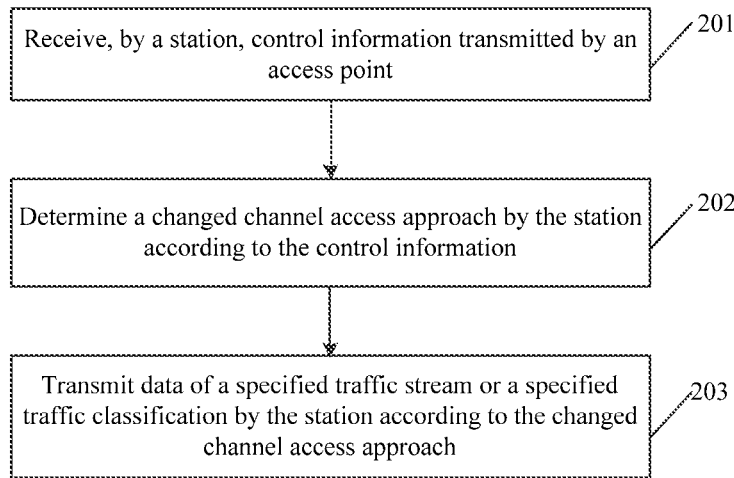 Receive, by a station, control information transmitted by an
access point
201
Determine a changed channel access approach by the station
according to the control information
202
Transmit data of a specified traffic stream or a specified
traffic classification by the station according to the changed
channel access approach
203